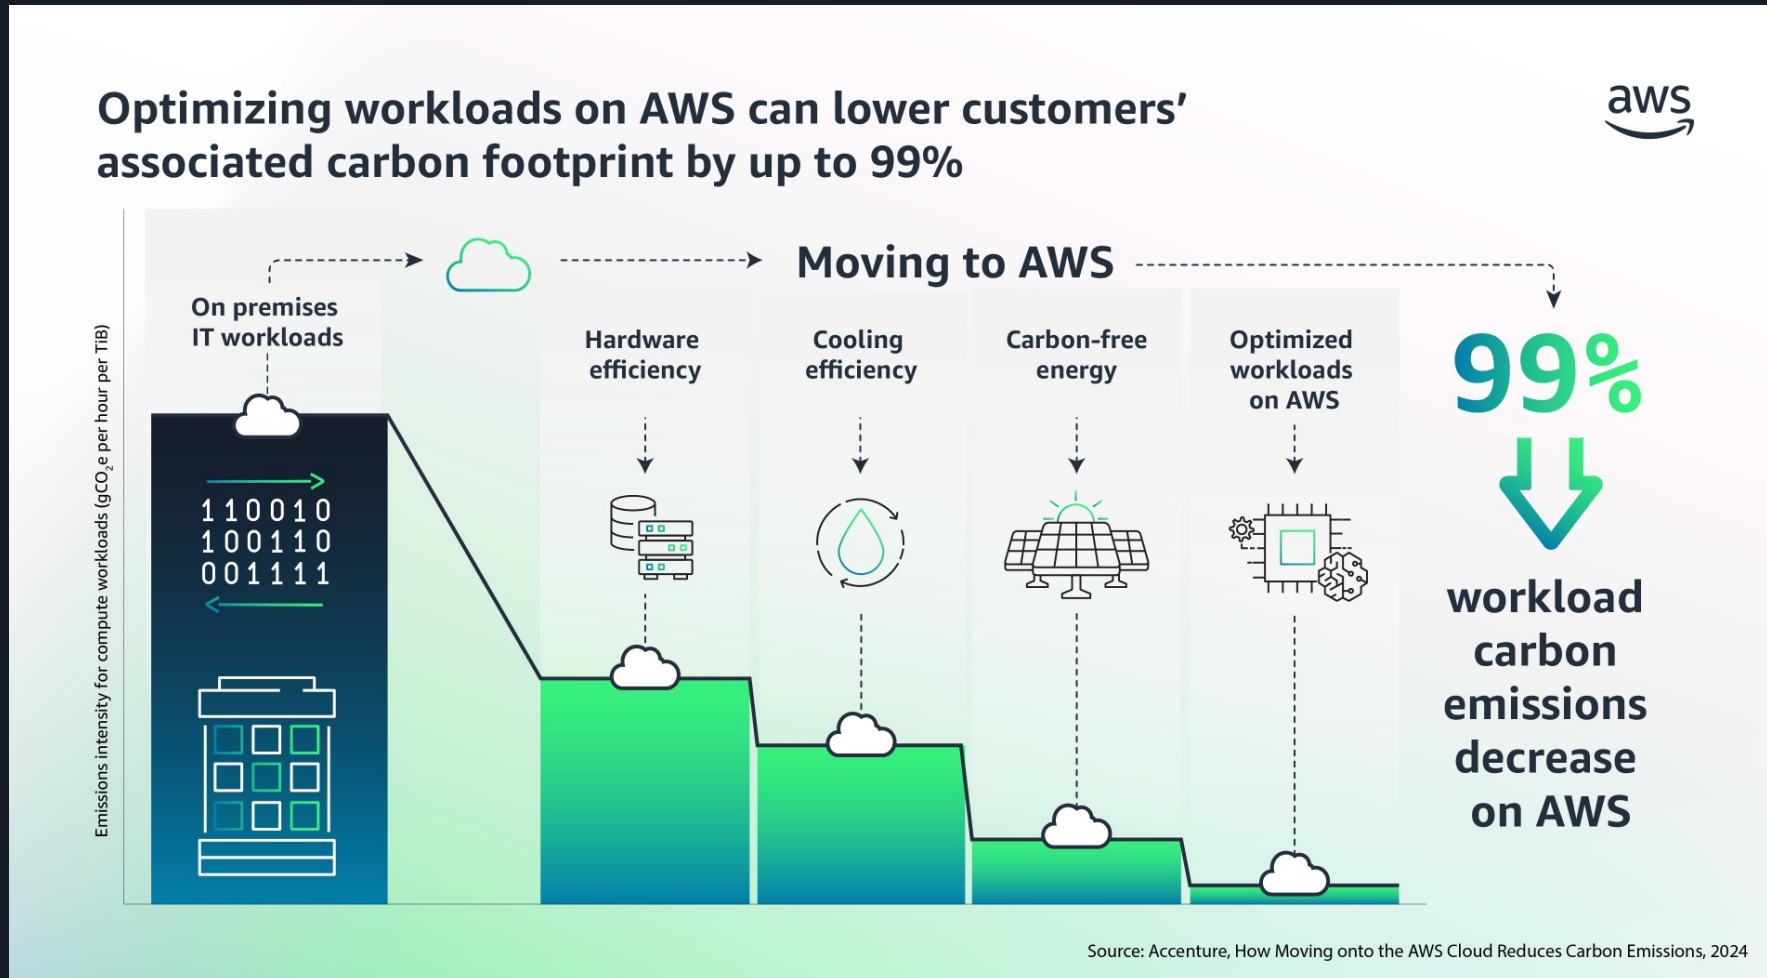 Optimizing workloads on AWS can lower customers’
associated carbon footprint by up to 99%
aws
Moving to AWS
On premises
IT workloads
Hardware
efficiency
Cooling
efficiency
Carbon-free
energy
Optimized
workloads
on AWS
99%
workload
carbon
emissions
decrease
on AWS
Emissions intensity for compute workloads (gCO₂e per hour per TiB)
110010
100110
001111
Source: Accenture, How Moving onto the AWS Cloud Reduces Carbon Emissions, 2024